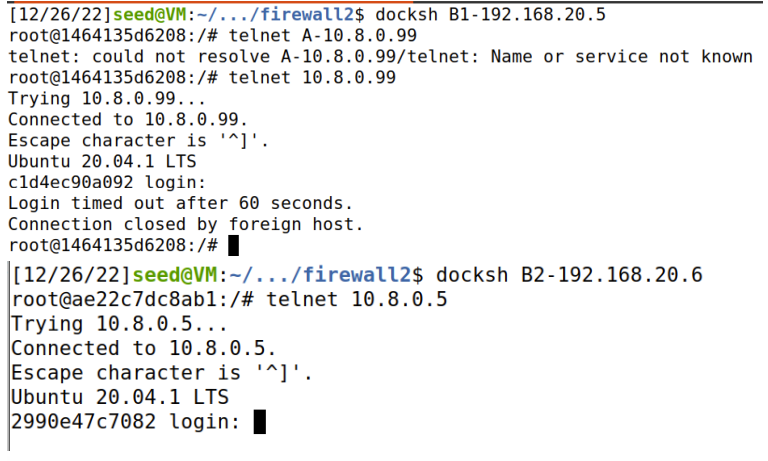 [12/26/22]seed@VM:~/.../firewall2$ docksh B1-192.168.20.5
root@1464135d6208:/# telnet A-10.8.0.99
telnet: could not resolve A-10.8.0.99/telnet: Name or service not known
root@1464135d6208:/# telnet 10.8.0.99
Trying 10.8.0.99...
Connected to 10.8.0.99.
Escape character is '^]'.
Ubuntu 20.04.1 LTS
c1d4ec90a092 login:
Login timed out after 60 seconds.
Connection closed by foreign host.
root@1464135d6208:/#
[12/26/22]seed@VM:~/.../firewall2$ docksh B2-192.168.20.6
root@ae22c7dc8ab1:/# telnet 10.8.0.5
Trying 10.8.0.5...
Connected to 10.8.0.5.
Escape character is '^]'.
Ubuntu 20.04.1 LTS
2990e47c7082 login: